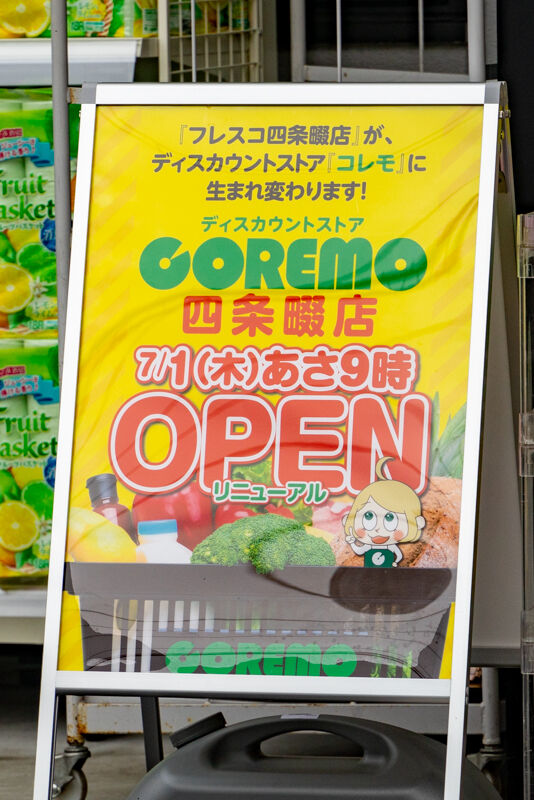 『フレスコ四条畷店』が、
ディスカウントストア『コレモ』に
生まれ変わります!
ディスカウントストア
COREMO
四条畷店
7/1(木)あさ9時
OPEN
リニューアル
COREMO
Fruit
Basket
Fruit
Basket